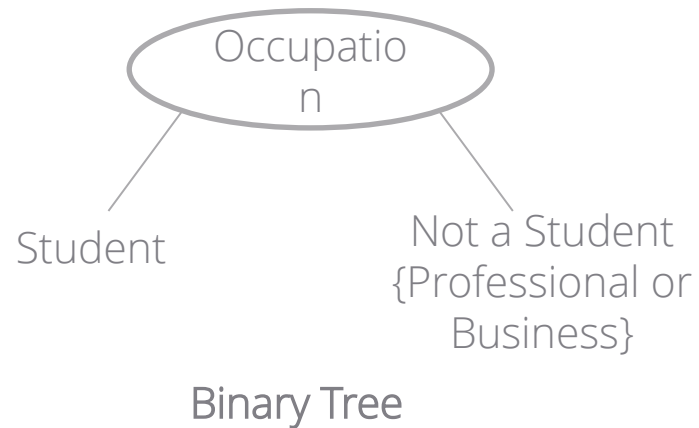 Occupatio
n
Student
Not a Student
{Professional or
Business}
Binary Tree